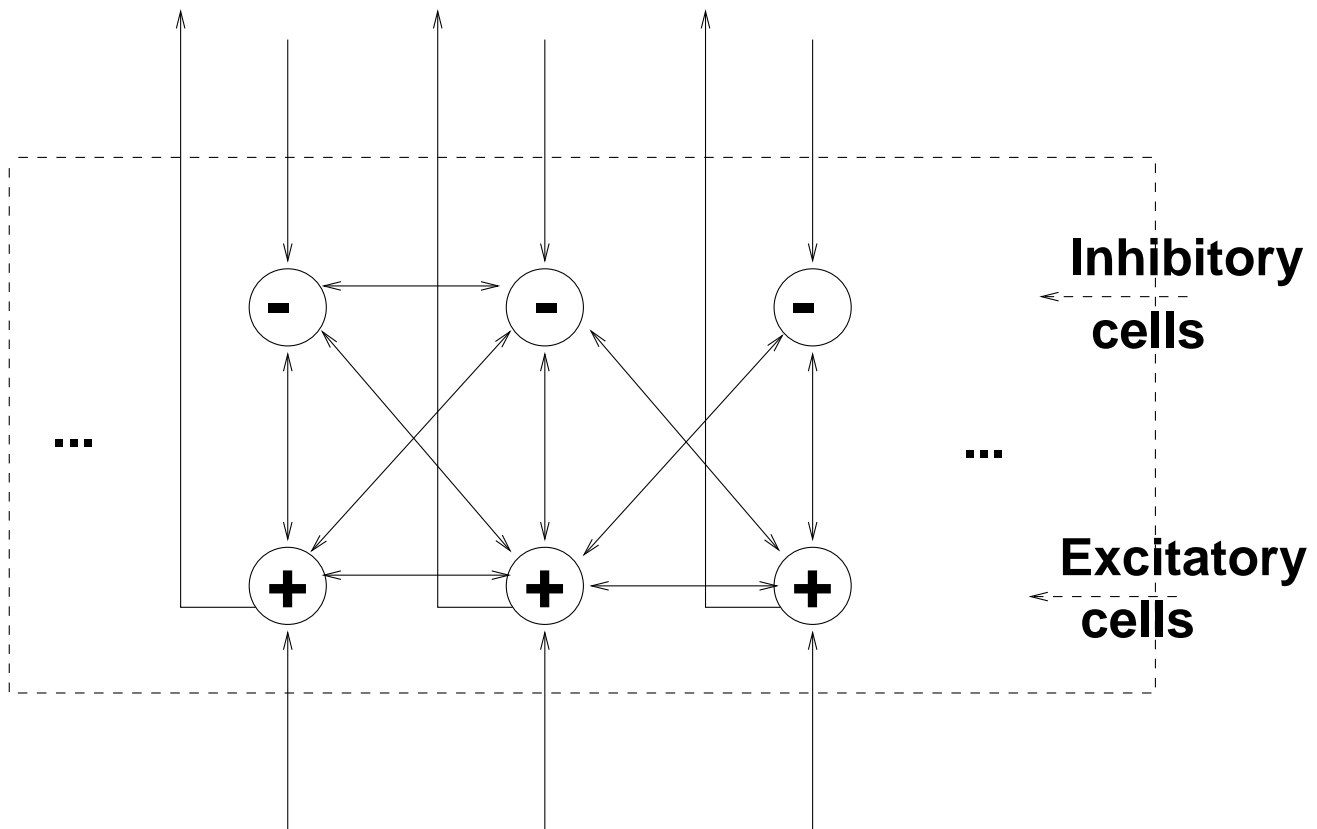 Inhibitory
cells
- - -
... ...
Excitatory
cells
+ + +